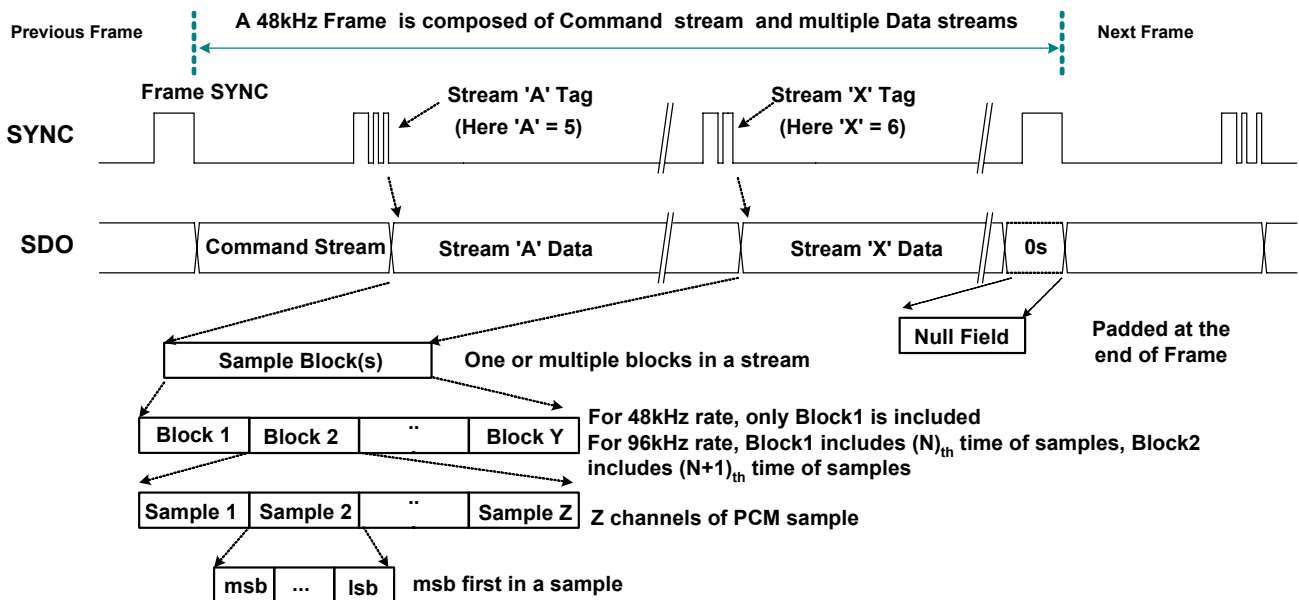 A 48kHz Frame is composed of Command stream and multiple Data streams
Previous Frame
Next Frame
Frame SYNC
Stream 'A' Tag
(Here 'A' = 5)
Stream 'X' Tag
(Here 'X' = 6)
SYNC
SDO
Command Stream
Stream 'A' Data
Stream 'X' Data
0s
Null Field
Padded at the
end of Frame
Sample Block(s)
One or multiple blocks in a stream
Block 1
Block 2
..
.
Block Y
For 48kHz rate, only Block1 is included
For 96kHz rate, Block1 includes (N)th time of samples, Block2
includes (N+1)th time of samples
Sample 1
Sample 2
..
.
Sample Z
Z channels of PCM sample
msb
...
lsb
msb first in a sample